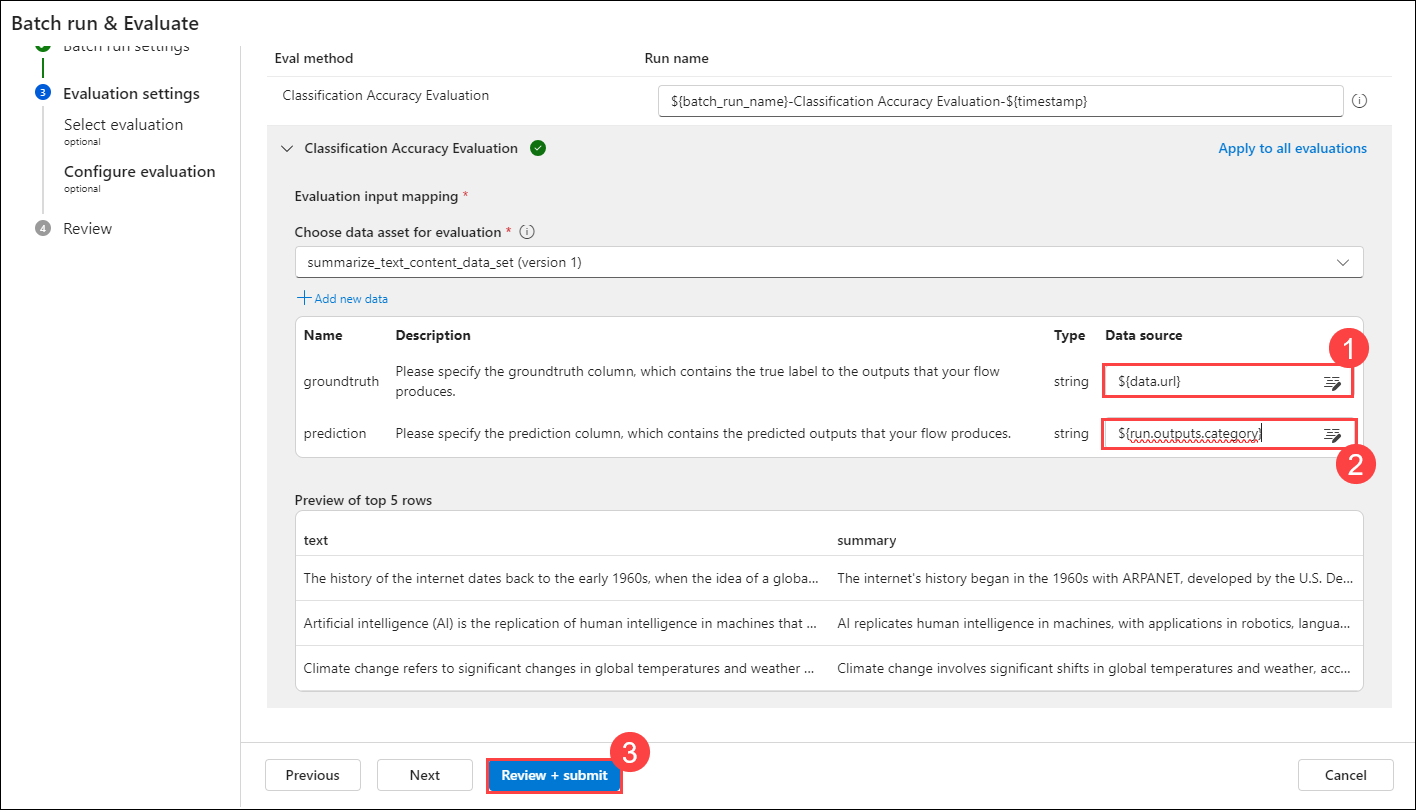 Batch run & Evaluate
Batch run settings
3
Evaluation settings
Select evaluation
optional
Configure evaluation
optional
4
Review
Eval method
Run name
Classification Accuracy Evaluation
${batch_run_name}-Classification Accuracy Evaluation-${timestamp}
Classification Accuracy Evaluation
Apply to all evaluations
Evaluation input mapping *
Choose data asset for evaluation *
summarize_text_content_data_set (version 1)
Add new data
Name
Description
Type
Data source
1
groundtruth
Please specify the groundtruth column, which contains the true label to the outputs that your flow
produces.
string
${data.url}
prediction
Please specify the prediction column, which contains the predicted outputs that your flow produces.
string
${run.outputs.category}
2
Preview of top 5 rows
text
summary
The history of the internet dates back to the early 1960s, when the idea of a globa...
The internet's history began in the 1960s with ARPANET, developed by the U.S. De...
Artificial intelligence (AI) is the replication of human intelligence in machines that ...
AI replicates human intelligence in machines, with applications in robotics, langua...
Climate change refers to significant changes in global temperatures and weather ...
Climate change involves significant shifts in global temperatures and weather, acc...
3
Previous
Next
Review + submit
Cancel